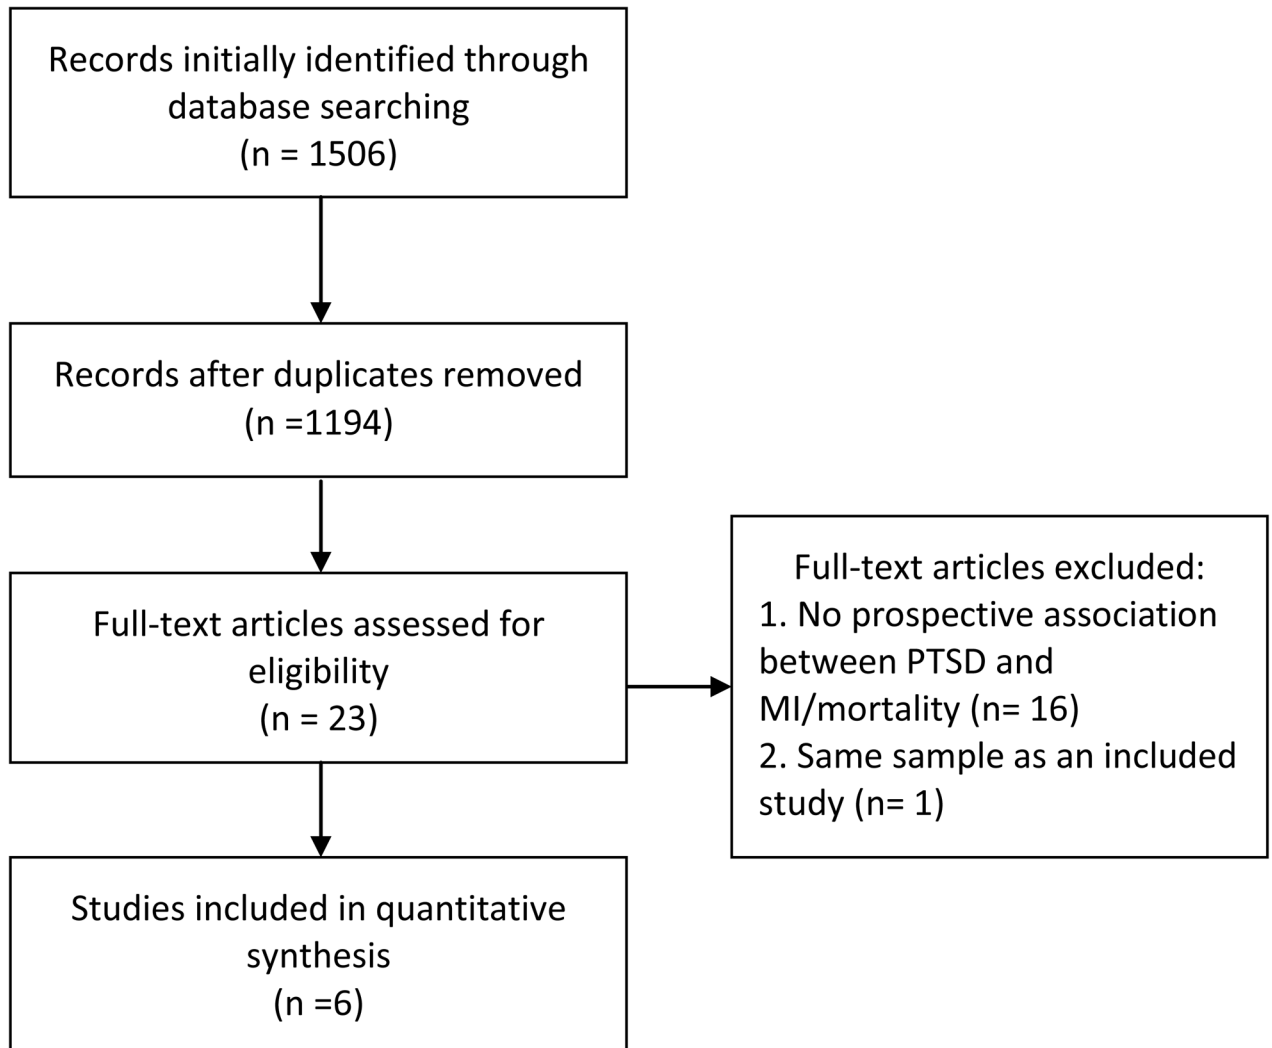 Records initially identified through
database searching
(n = 1506)
Records after duplicates removed
(n =1194)
Full-text articles assessed for
eligibility
(n = 23)
Full-text articles excluded:
1. No prospective association
between PTSD and
MI/mortality (n= 16)
2. Same sample as an included
study (n= 1)
Studies included in quantitative
synthesis
(n =6)